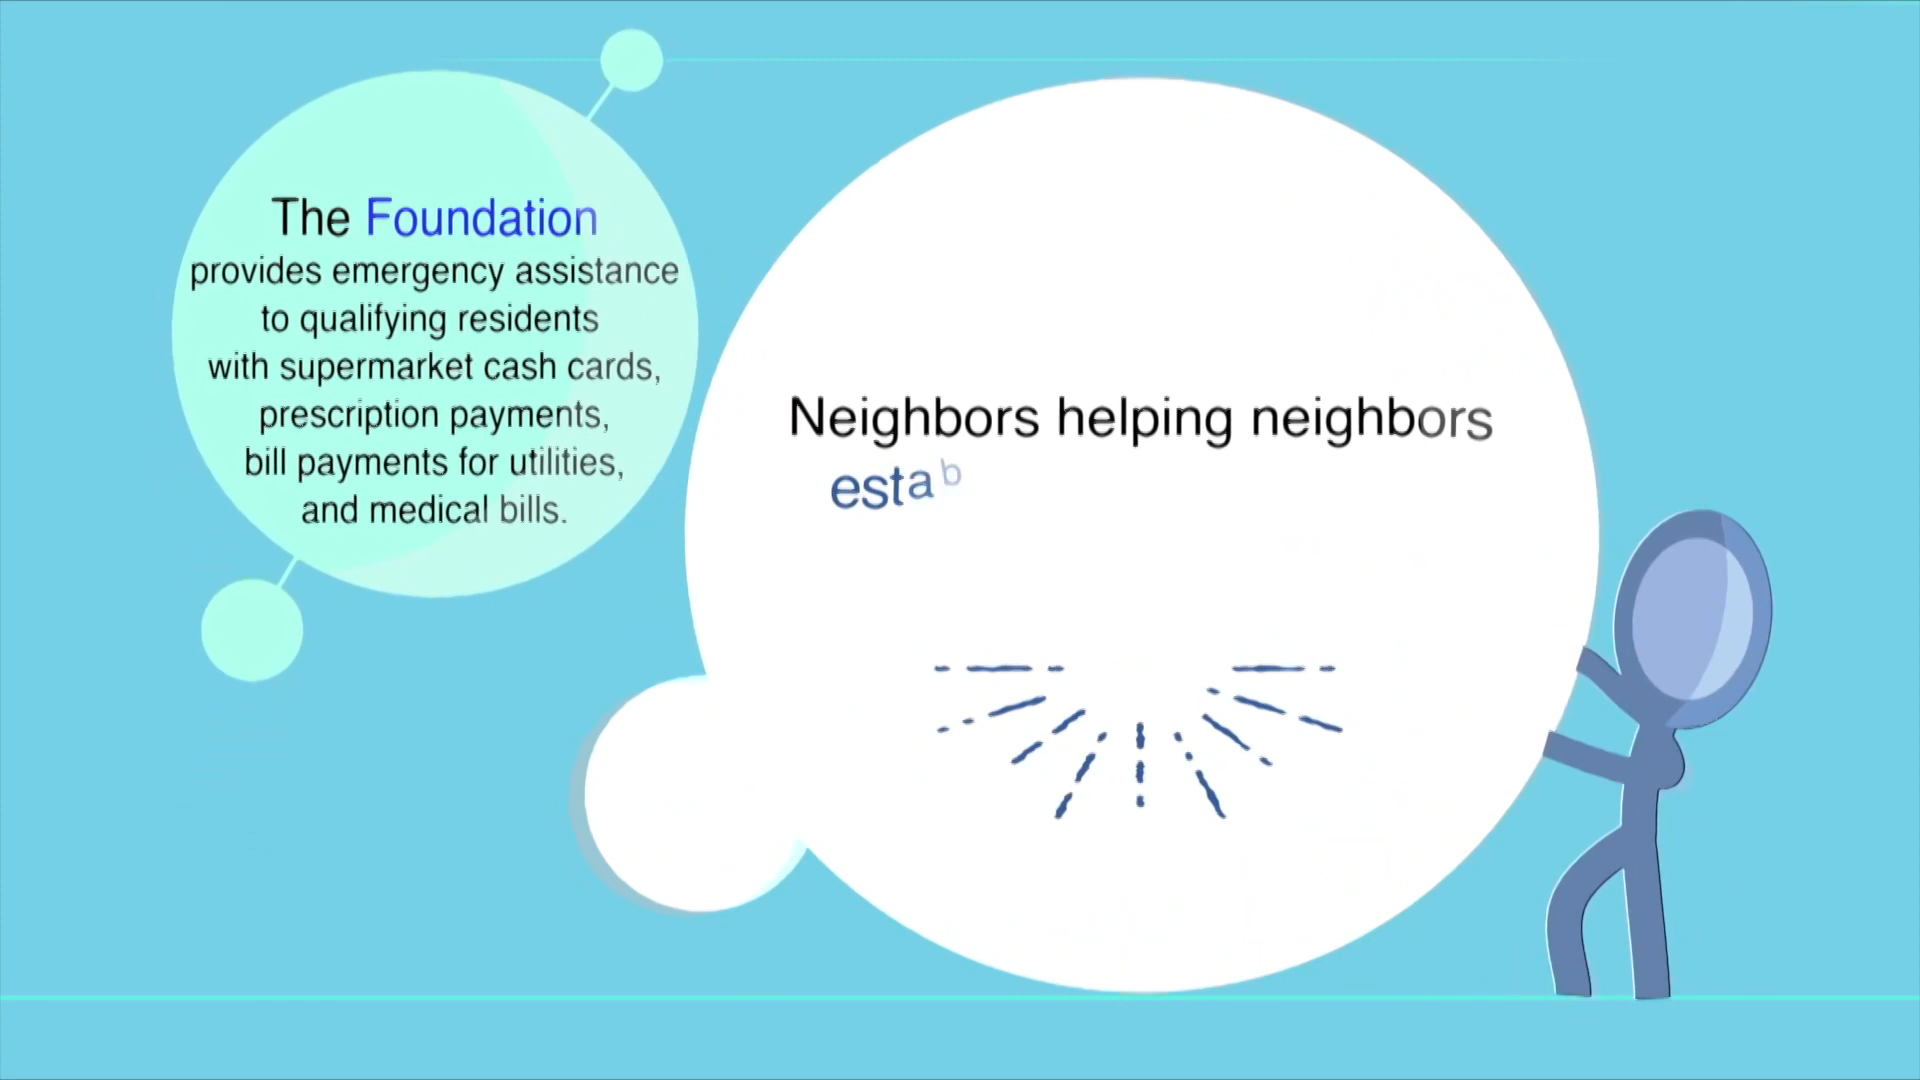 The Foundation
provides emergency assistance
to qualifying residents
with supermarket cash cards,
prescription payments,
bill payments for utilities,
and medical bills.
Neighbors helping neighbors
estab